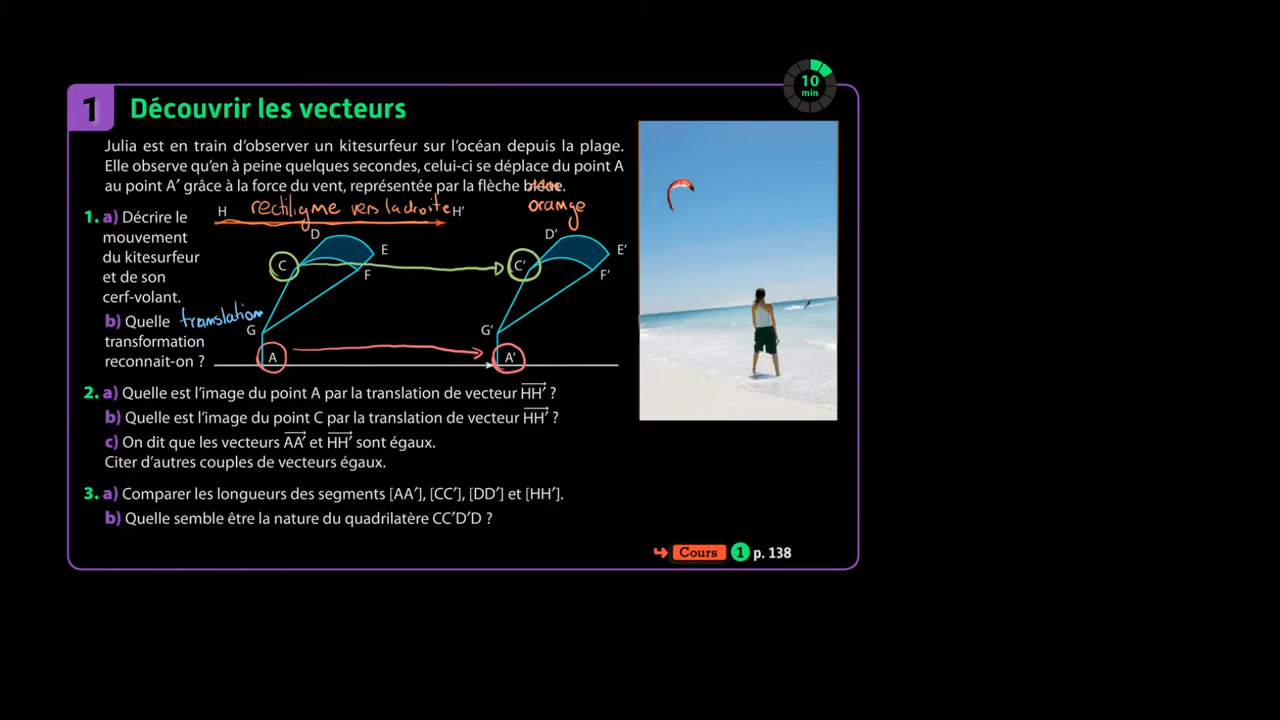 10
min
1 Découvrir les vecteurs
Julia est en train d'observer un kitesurfeur sur l'océan depuis la plage.
Elle observe qu'en à peine quelques secondes, celui-ci se déplace du point A
au point A′ grâce à la force du vent, représentée par la flèche bleue.
orange
H rectiligne vers la droite H′
1. a) Décrire le
mouvement
du kitesurfeur
et de son
cerf-volant.
b) Quelle translation
transformation
reconnait-on ?
D E C F G A
D′ E′ C′ F′ G′ A′
2. a) Quelle est l'image du point A par la translation de vecteur HH′ ?
b) Quelle est l'image du point C par la translation de vecteur HH′ ?
c) On dit que les vecteurs AA′ et HH′ sont égaux.
Citer d'autres couples de vecteurs égaux.
3. a) Comparer les longueurs des segments [AA′], [CC′], [DD′] et [HH′].
b) Quelle semble être la nature du quadrilatère CC′D′D ?
Cours 1 p. 138